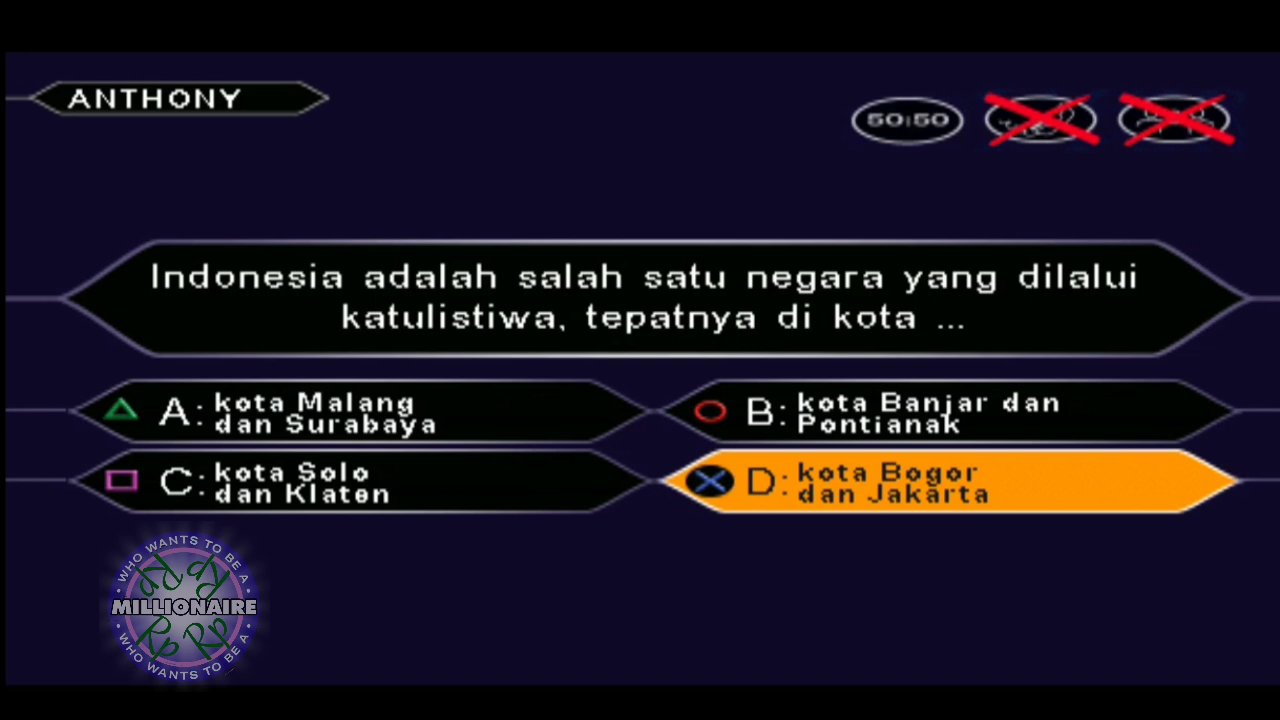 ANTHONY
50:50
Indonesia adalah salah satu negara yang dilalui
katulistiwa, tepatnya di kota ...
A: kota Malang
dan Surabaya
B: kota Banjar dan
Pontianak
C: kota Solo
dan Klaten
D: kota Bogor
dan Jakarta
WHO WANTS TO BE A
MILLIONAIRE
WHO WANTS TO BE A
Rp Rp